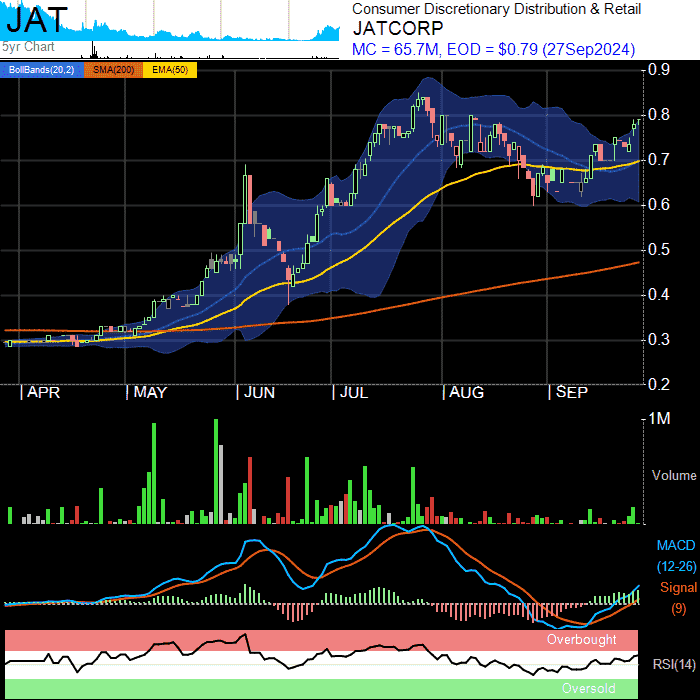 JAT
5yr Chart
Consumer Discretionary Distribution & Retail
JATCORP
MC = 65.7M, EOD = $0.79 (27Sep2024)
BollBands(20,2) SMA(200) EMA(50)
0.9
0.8
0.7
0.6
0.5
0.4
0.3
0.2
APR MAY JUN JUL AUG SEP
1M
Volume
MACD
(12-26)
Signal
(9)
Overbought
RSI(14)
Oversold